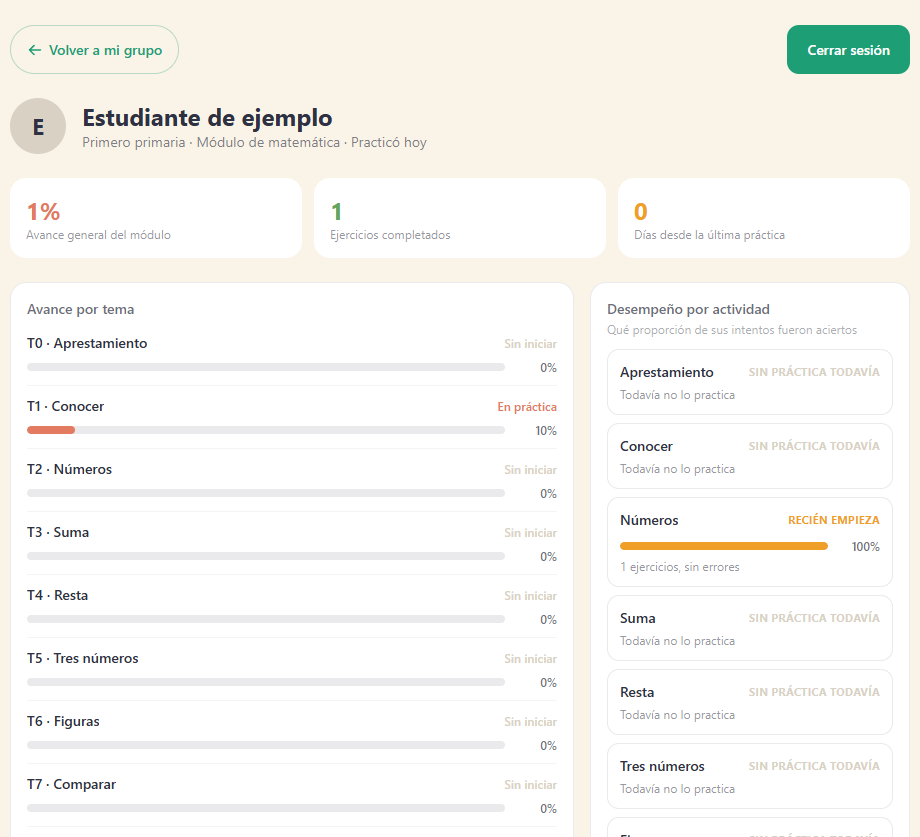 ← Volver a mi grupo
Cerrar sesión
E
Estudiante de ejemplo
Primero primaria · Módulo de matemática · Practicó hoy
1%
Avance general del módulo
1
Ejercicios completados
0
Días desde la última práctica
Avance por tema
T0 · Aprestamiento
Sin iniciar
0%
T1 · Conocer
En práctica
10%
T2 · Números
Sin iniciar
0%
T3 · Suma
Sin iniciar
0%
T4 · Resta
Sin iniciar
0%
T5 · Tres números
Sin iniciar
0%
T6 · Figuras
Sin iniciar
0%
T7 · Comparar
Sin iniciar
0%
Desempeño por actividad
Qué proporción de sus intentos fueron aciertos
Aprestamiento
SIN PRÁCTICA TODAVÍA
Todavía no lo practica
Conocer
SIN PRÁCTICA TODAVÍA
Todavía no lo practica
Números
RECIÉN EMPIEZA
100%
1 ejercicios, sin errores
Suma
SIN PRÁCTICA TODAVÍA
Todavía no lo practica
Resta
SIN PRÁCTICA TODAVÍA
Todavía no lo practica
Tres números
SIN PRÁCTICA TODAVÍA
Todavía no lo practica